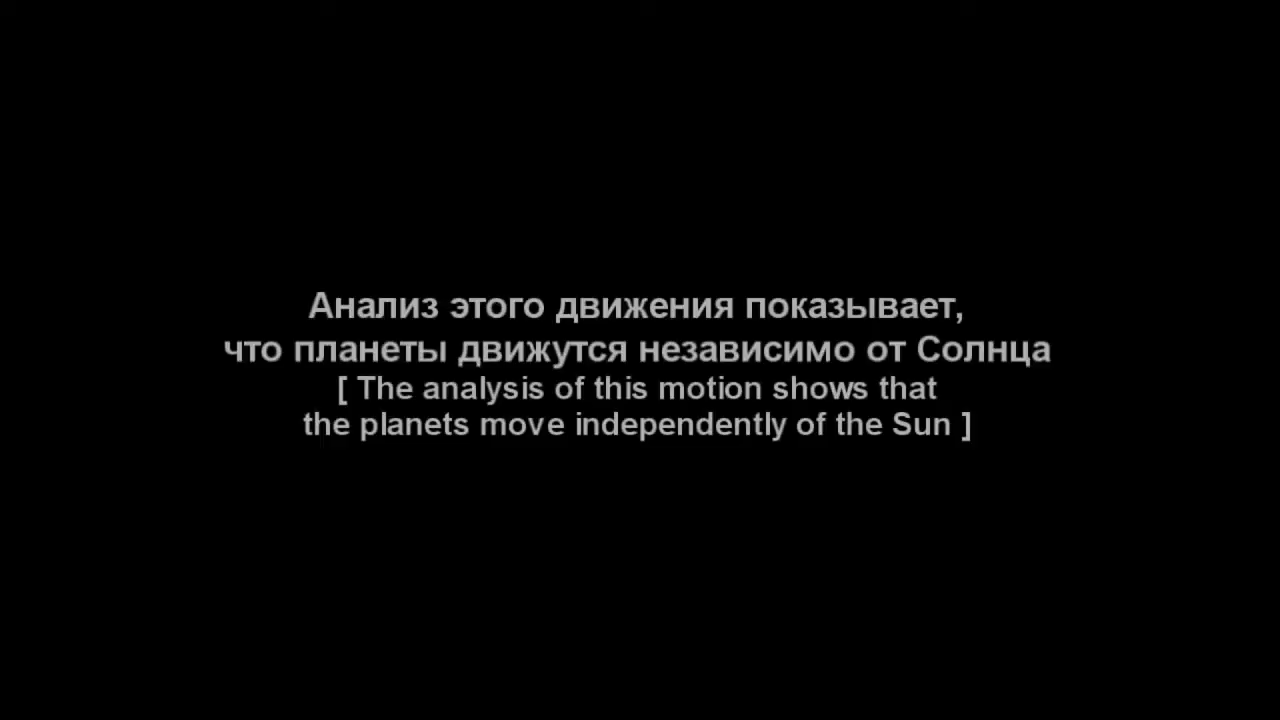 Анализ этого движения показывает,
что планеты движутся независимо от Солнца
[ The analysis of this motion shows that
the planets move independently of the Sun ]